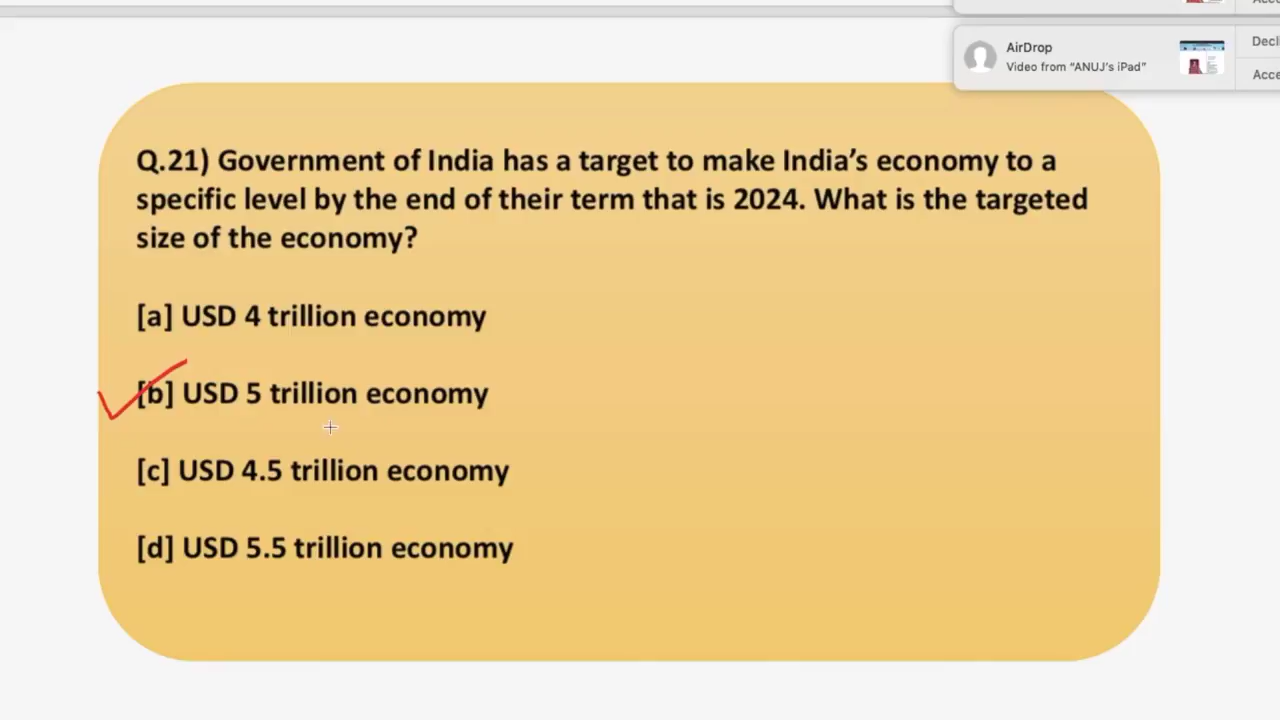 Acce
AirDrop
Video from “ANUJ’s iPad”
Decli
Acce
Q.21) Government of India has a target to make India’s economy to a
specific level by the end of their term that is 2024. What is the targeted
size of the economy?
[a] USD 4 trillion economy
[b] USD 5 trillion economy
[c] USD 4.5 trillion economy
[d] USD 5.5 trillion economy